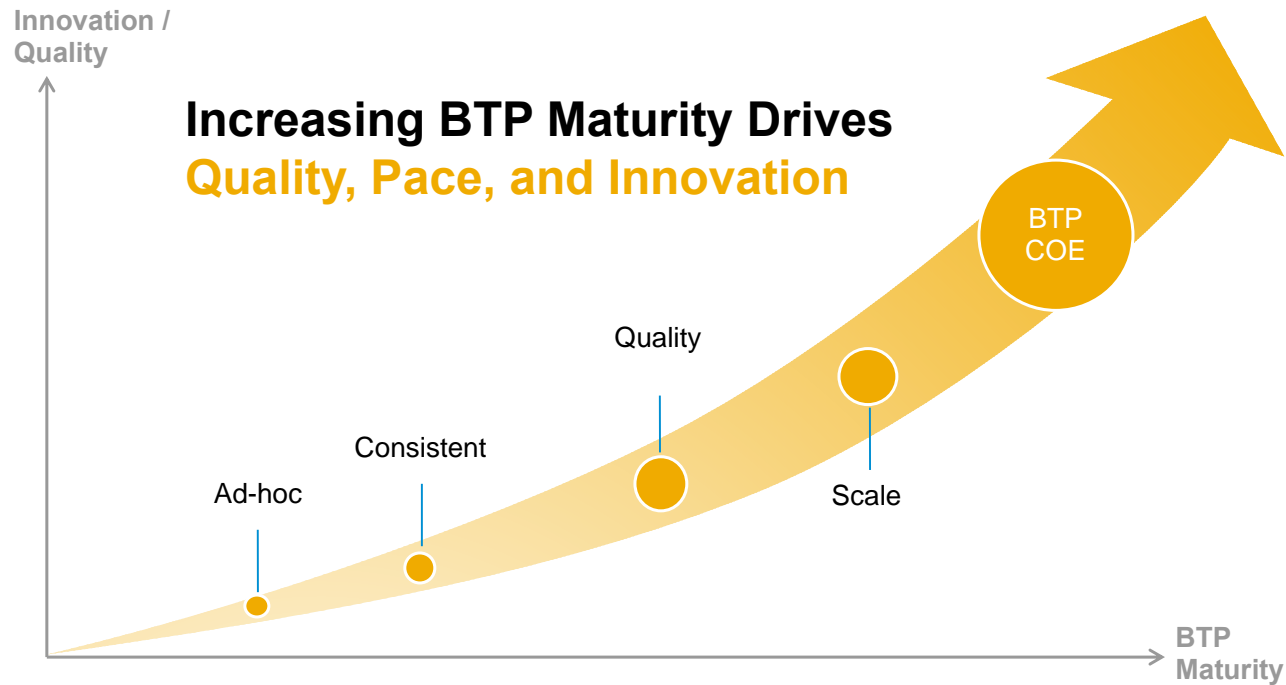 Innovation /
Quality
Increasing BTP Maturity Drives
Quality, Pace, and Innovation
BTP
COE
Quality
Consistent
Ad-hoc
Scale
BTP
Maturity